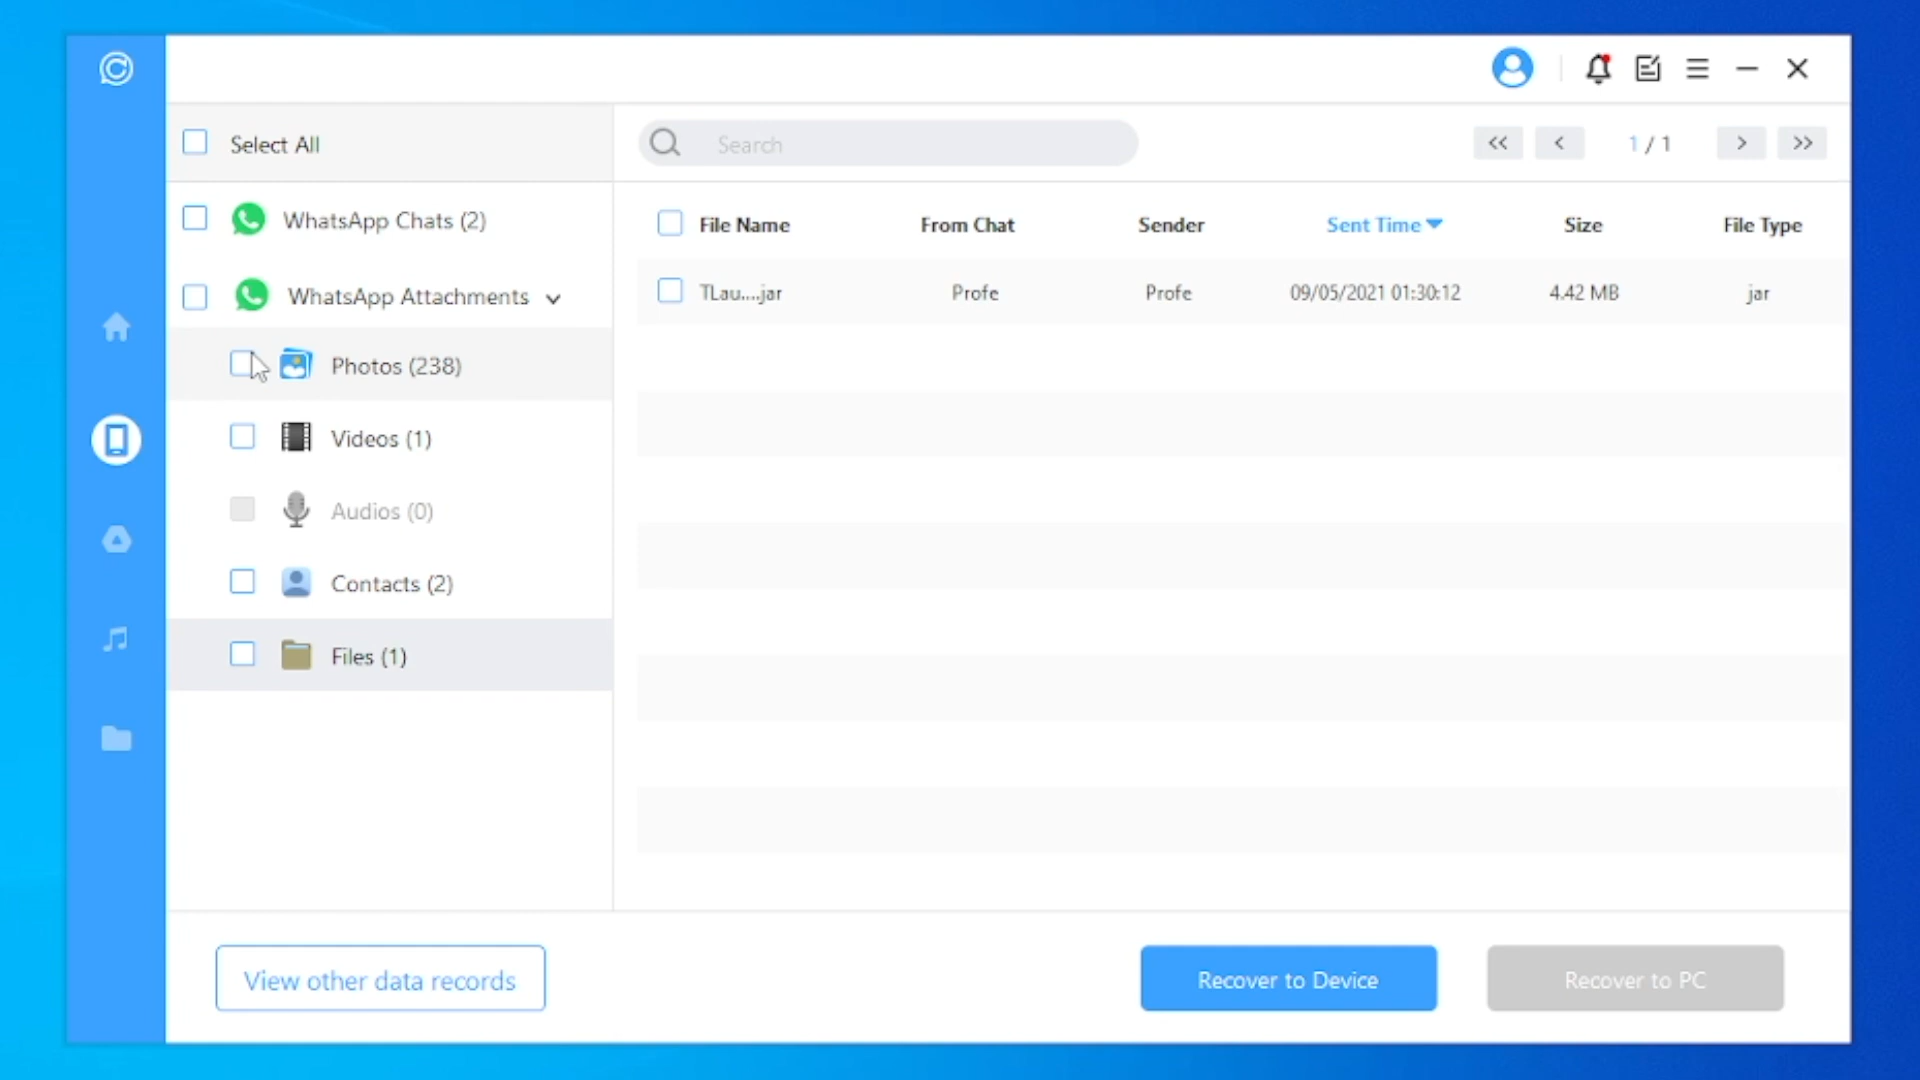 Select All
Search
<< < 1 / 1 > >>
WhatsApp Chats (2)
WhatsApp Attachments
Photos (238)
Videos (1)
Audios (0)
Contacts (2)
Files (1)
File Name From Chat Sender Sent Time Size File Type
TLau....jar Profe Profe 09/05/2021 01:30:12 4.42 MB jar
View other data records
Recover to Device
Recover to PC